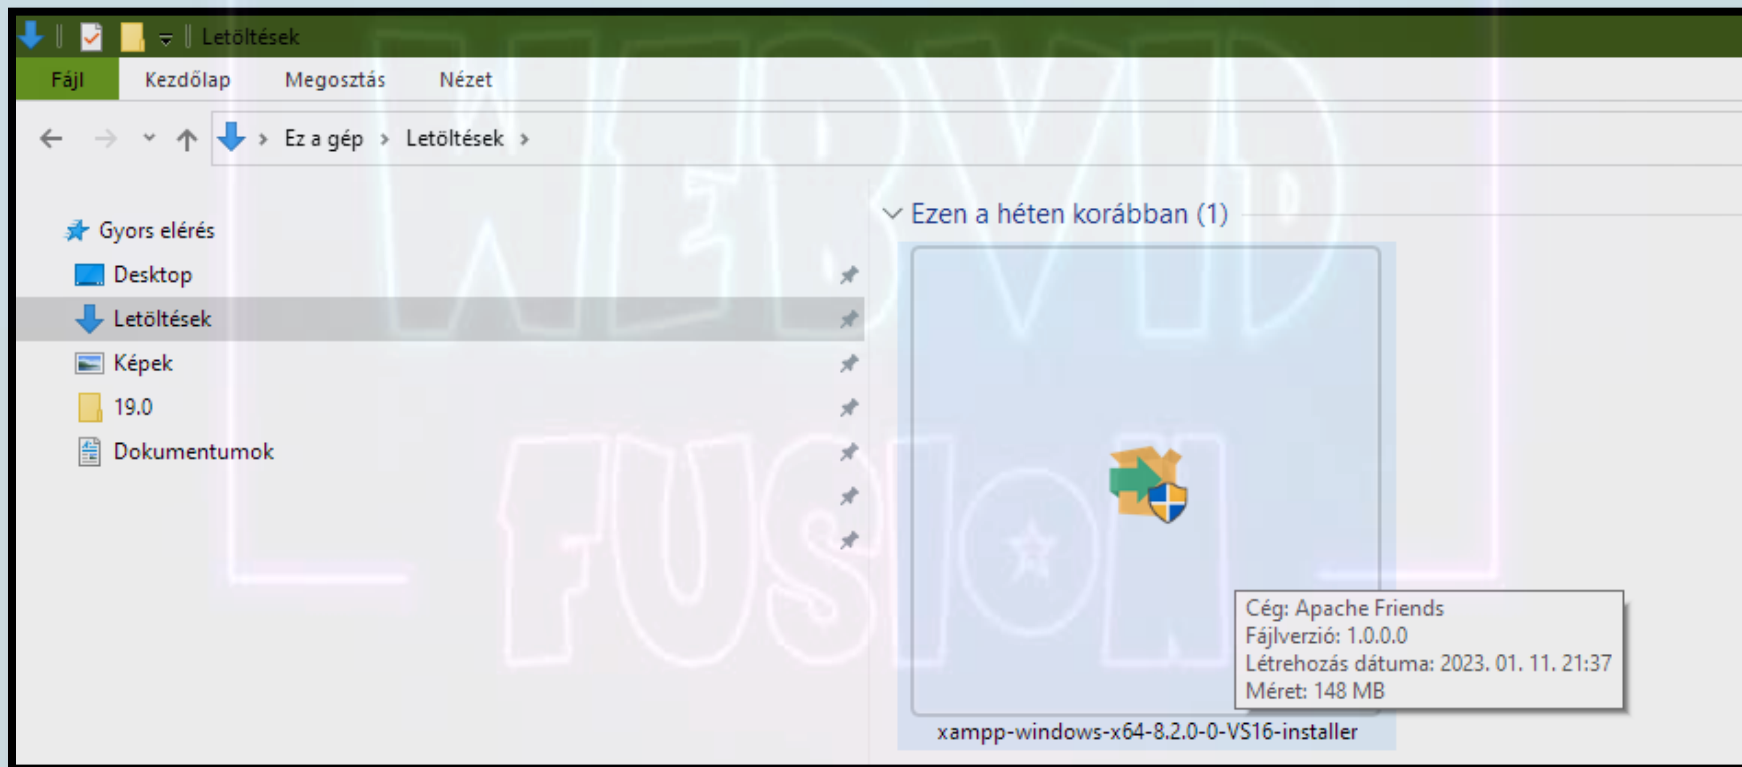 Letöltések
Fájl Kezdőlap Megosztás Nézet
Ez a gép Letöltések
Gyors elérés
Desktop
Letöltések
Képek
19.0
Dokumentumok
Ezen a héten korábban (1)
Cég: Apache Friends
Fájlverzió: 1.0.0.0
Létrehozás dátuma: 2023. 01. 11. 21:37
Méret: 148 MB
xampp-windows-x64-8.2.0-0-VS16-installer
FUSION